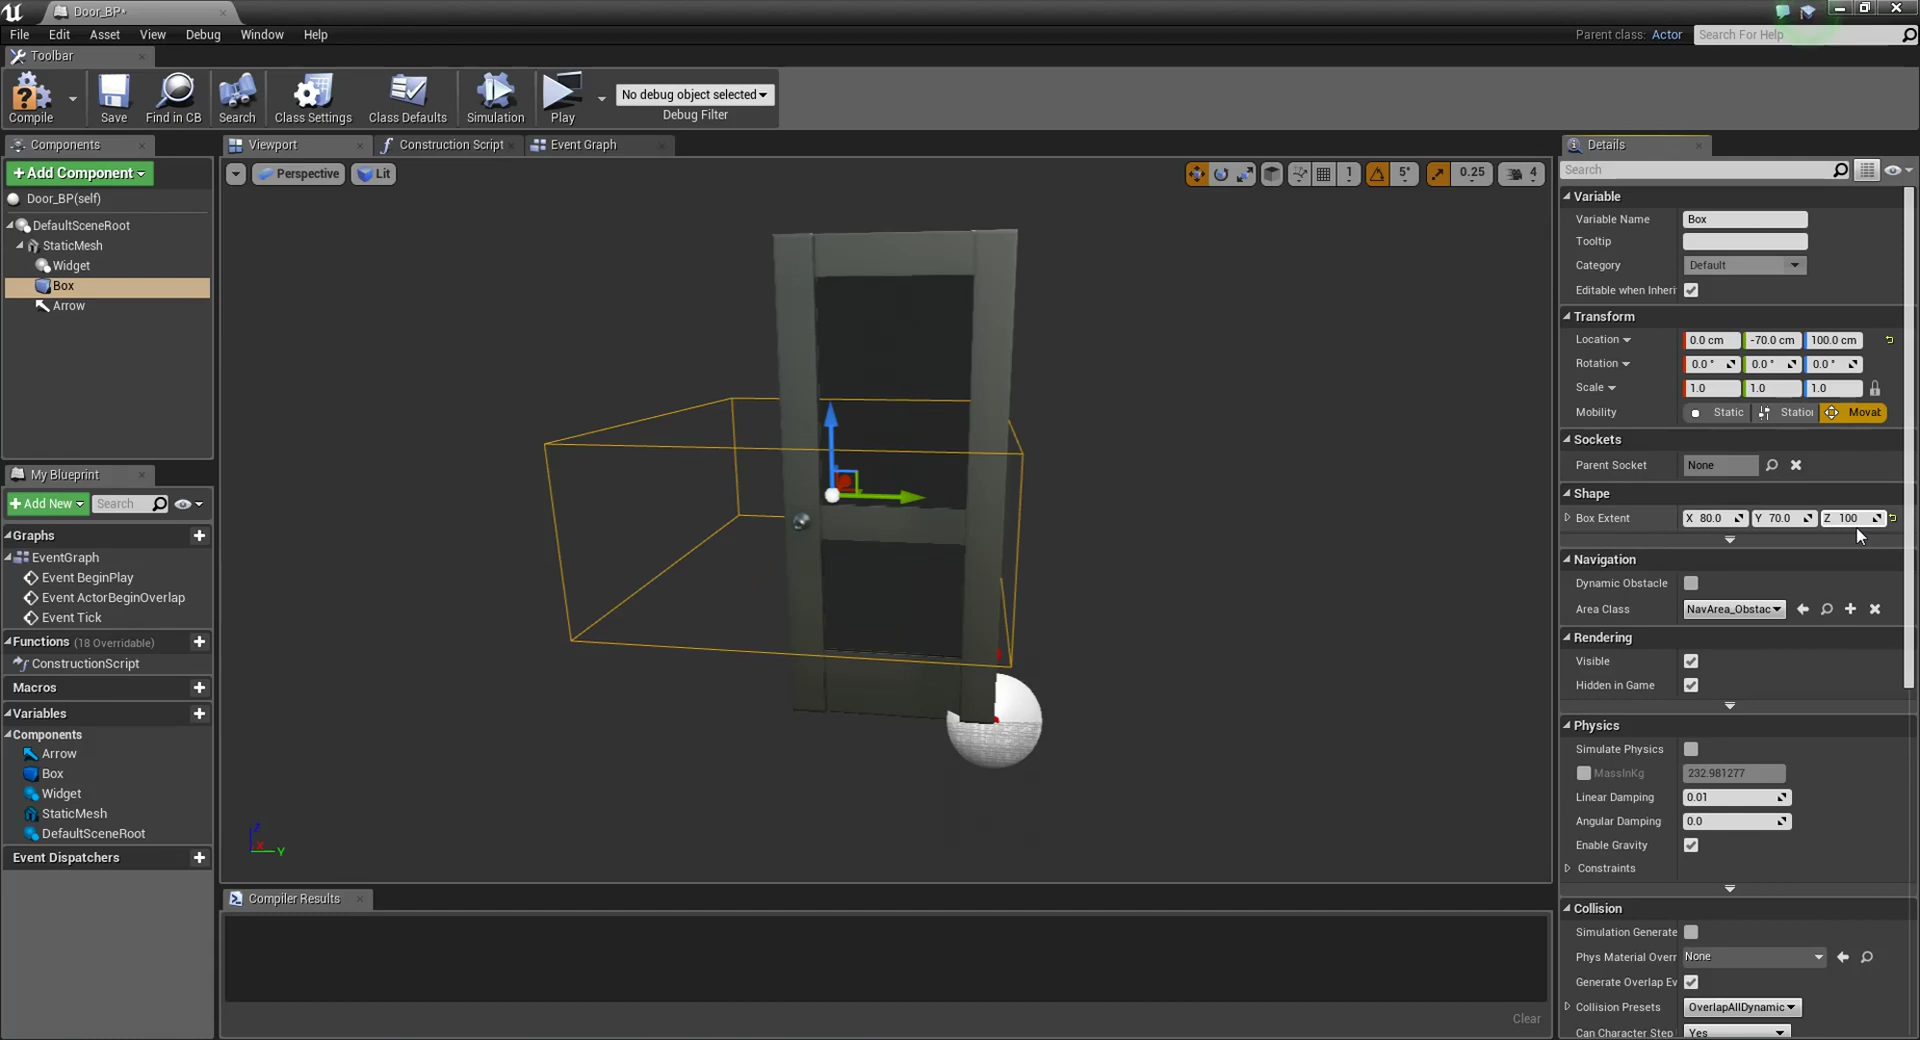 Door_BP*
File Edit Asset View Debug Window Help
Parent class: Actor Search For Help
Toolbar
Compile Save Find in CB Search Class Settings Class Defaults Simulation Play
No debug object selected
Debug Filter
Components
+Add Component
Door_BP(self)
DefaultSceneRoot
StaticMesh
Widget
Box
Arrow
My Blueprint
+Add New Search
Graphs
EventGraph
Event BeginPlay
Event ActorBeginOverlap
Event Tick
Functions (18 Overridable)
ConstructionScript
Macros
Variables
Components
Arrow
Box
Widget
StaticMesh
DefaultSceneRoot
Event Dispatchers
Viewport Construction Script Event Graph
Perspective Lit
1 5° 0.25 4
Z
X
Y
Compiler Results
Clear
Details
Search
Variable
Variable Name Box
Tooltip
Category Default
Editable when Inheri
Transform
Location 0.0 cm -70.0 cm 100.0 cm
Rotation 0.0 ° 0.0 ° 0.0 °
Scale 1.0 1.0 1.0
Mobility Static Station Movab
Sockets
Parent Socket None
Shape
Box Extent X 80.0 Y 70.0 Z 100
Navigation
Dynamic Obstacle
Area Class NavArea_Obstac
Rendering
Visible
Hidden in Game
Physics
Simulate Physics
MassInKg 232.981277
Linear Damping 0.01
Angular Damping 0.0
Enable Gravity
Constraints
Collision
Simulation Generate
Phys Material Overr None
Generate Overlap Ev
Collision Presets OverlapAllDynamic
Can Character Step Yes